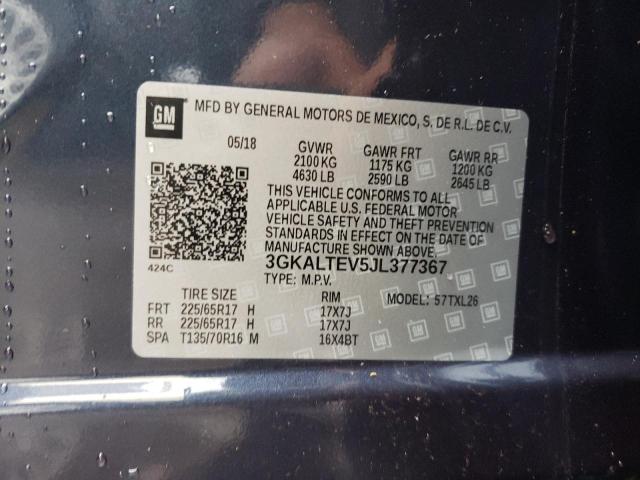 GM
MFD BY GENERAL MOTORS DE MEXICO, S. DE R.L. DE C.V.
05/18 GVWR GAWR FRT GAWR RR
2100 KG 1175 KG 1200 KG
4630 LB 2590 LB 2645 LB
THIS VEHICLE CONFORMS TO ALL
APPLICABLE U.S. FEDERAL MOTOR
VEHICLE SAFETY AND THEFT PREVENTION
STANDARDS IN EFFECT ON THE DATE OF
MANUFACTURE SHOWN ABOVE.
424C 3GKALTEV5JL377367
TYPE: M.P.V.
TIRE SIZE RIM MODEL: 57TXL26
FRT 225/65R17 H 17X7J
RR 225/65R17 H 17X7J
SPA T135/70R16 M 16X4BT